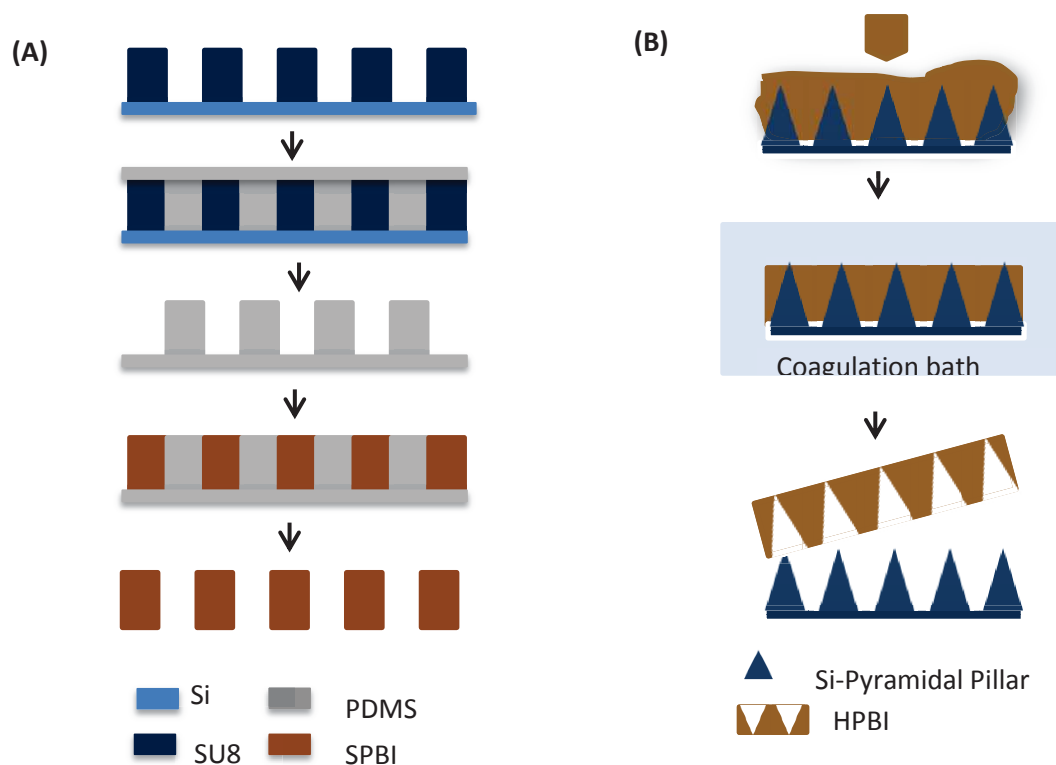 (A)
(B)
Coagulation bath
Si
PDMS
SU8
SPBI
Si-Pyramidal Pillar
HPBI